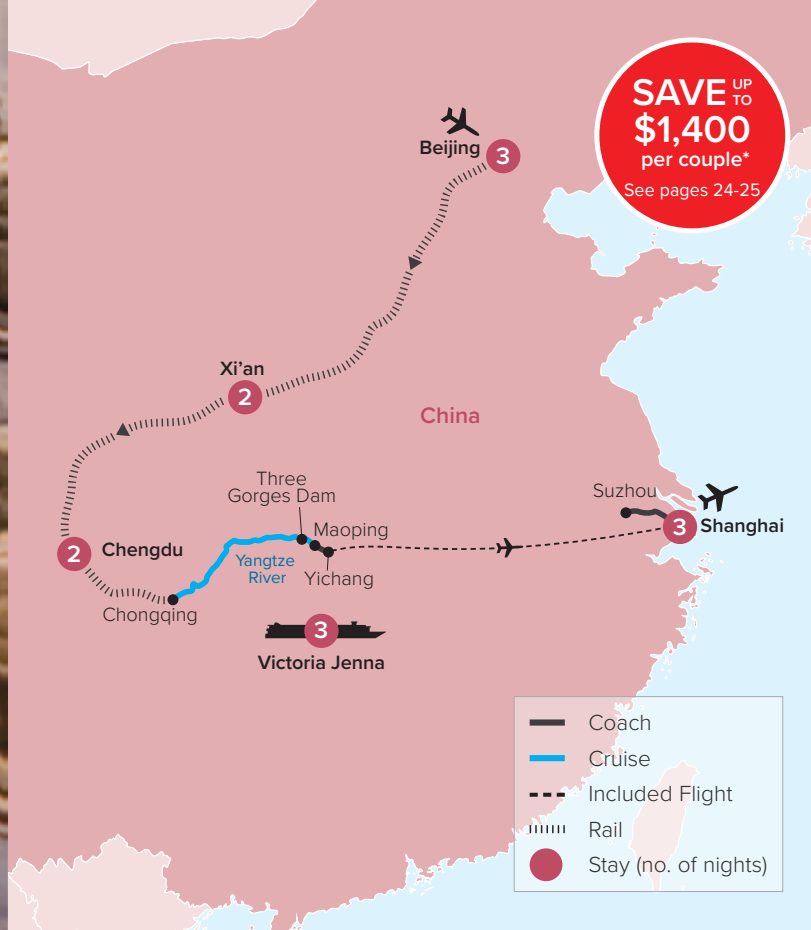 SAVE UP TO
$1,400
per couple*
See pages 24-25
Beijing 3
Xi’an
2
China
Three
Gorges Dam
Maoping
Yangtze
River
Yichang
Suzhou
3 Shanghai
2 Chengdu
Chongqing
3
Victoria Jenna
Coach
Cruise
Included Flight
Rail
Stay (no. of nights)